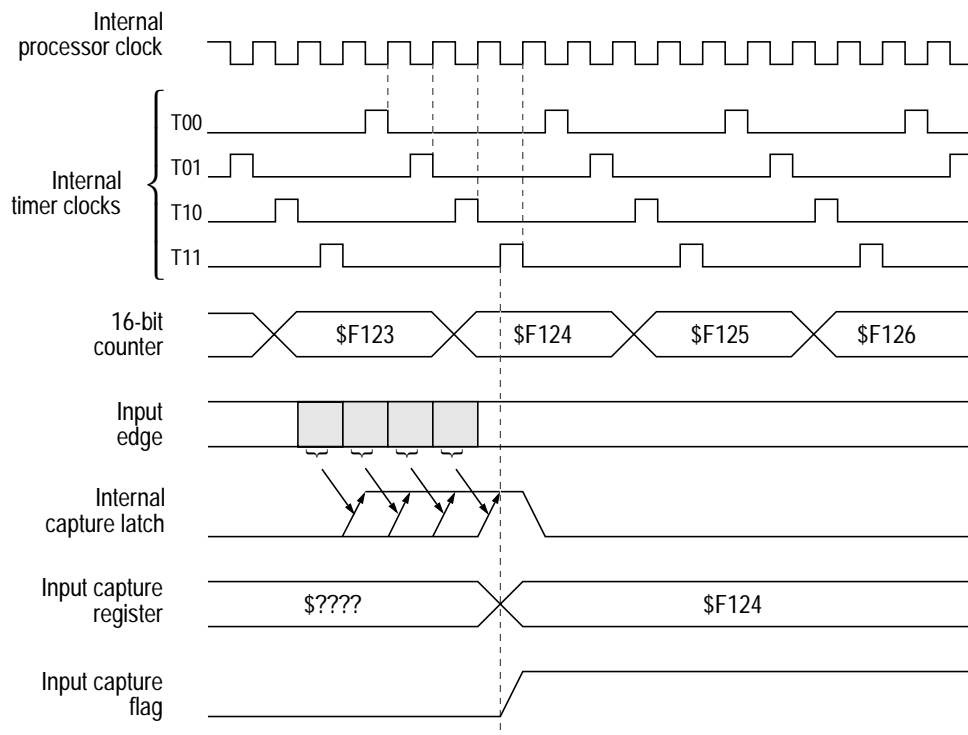 Internal
processor clock
Internal
timer clocks
T00
T01
T10
T11
16-bit
counter
$F123
$F124
$F125
$F126
Input
edge
Internal
capture latch
Input capture
register
$????
$F124
Input capture
flag